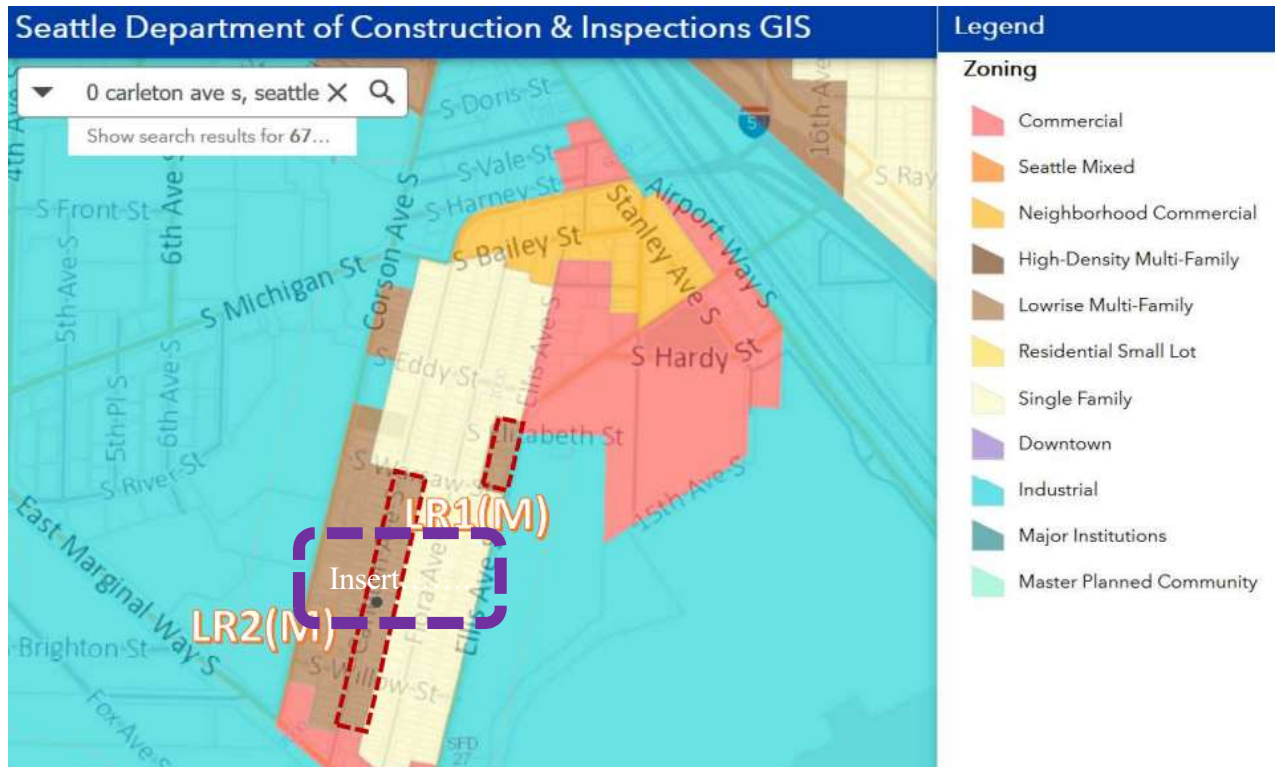 Seattle Department of Construction & Inspections GIS
Legend
Zoning
0 carleton ave s, seattle
Show search results for 67...
4th Ave
6th Ave S
S Front St
5th Ave S
S Michigan St
Corson Ave S
S Doris St
S Vale St
S Harney St
S Bailey St
Stanley Ave S
Airport Way S
5
16th Ave
S Ray
S Eddy St
Ellis Ave S
S Hardy St
S Elizabeth St
15th Ave S
5th Pl S
6th Ave S
S River St
S Warsaw St
LR1(M)
East Marginal Way S
Insert
Flora Ave
Ellis Ave S
LR2(M)
S Brighton St
S Willow St
Fox Ave S
SFD
27
Commercial
Seattle Mixed
Neighborhood Commercial
High-Density Multi-Family
Lowrise Multi-Family
Residential Small Lot
Single Family
Downtown
Industrial
Major Institutions
Master Planned Community